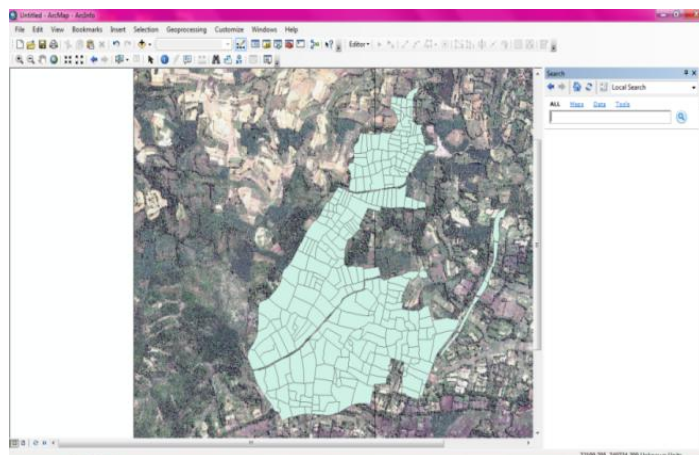 Untitled - ArcMap - ArcInfo
File Edit View Bookmarks Insert Selection Geoprocessing Customize Windows Help
Editor
Search
Local Search
ALL Maps Data Tools